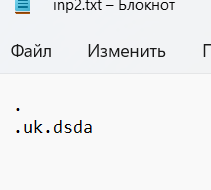 inp2.txt – Блокнот
Файл Изменить
.
.uk.dsda